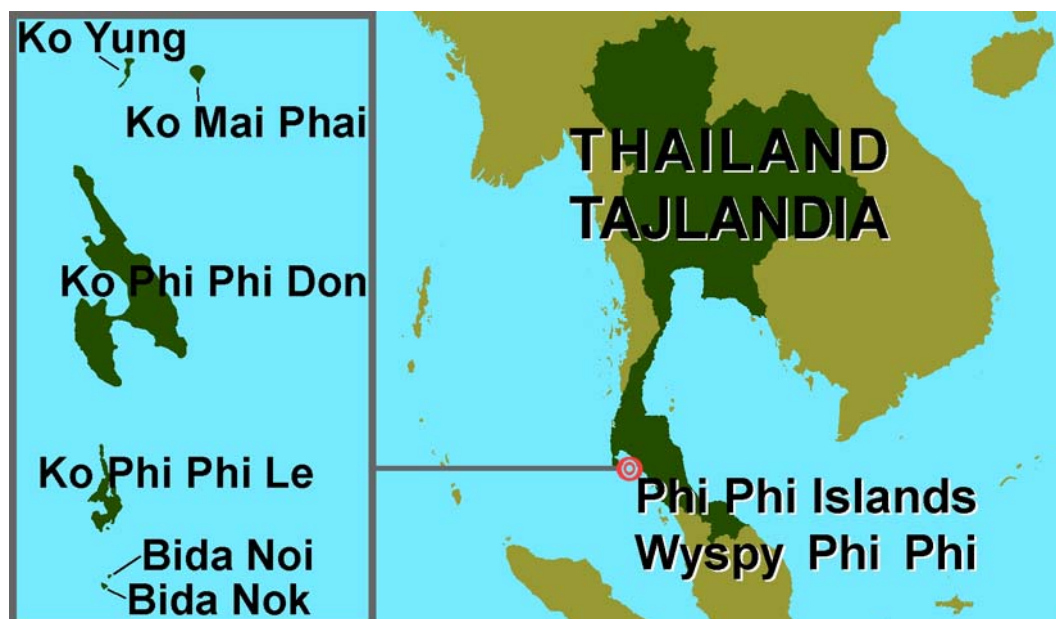 Ko Yung
Ko Mai Phai
Ko Phi Phi Don
Ko Phi Phi Le
Bida Noi
Bida Nok
THAILAND
TAJLANDIA
Phi Phi Islands
Wyspy Phi Phi